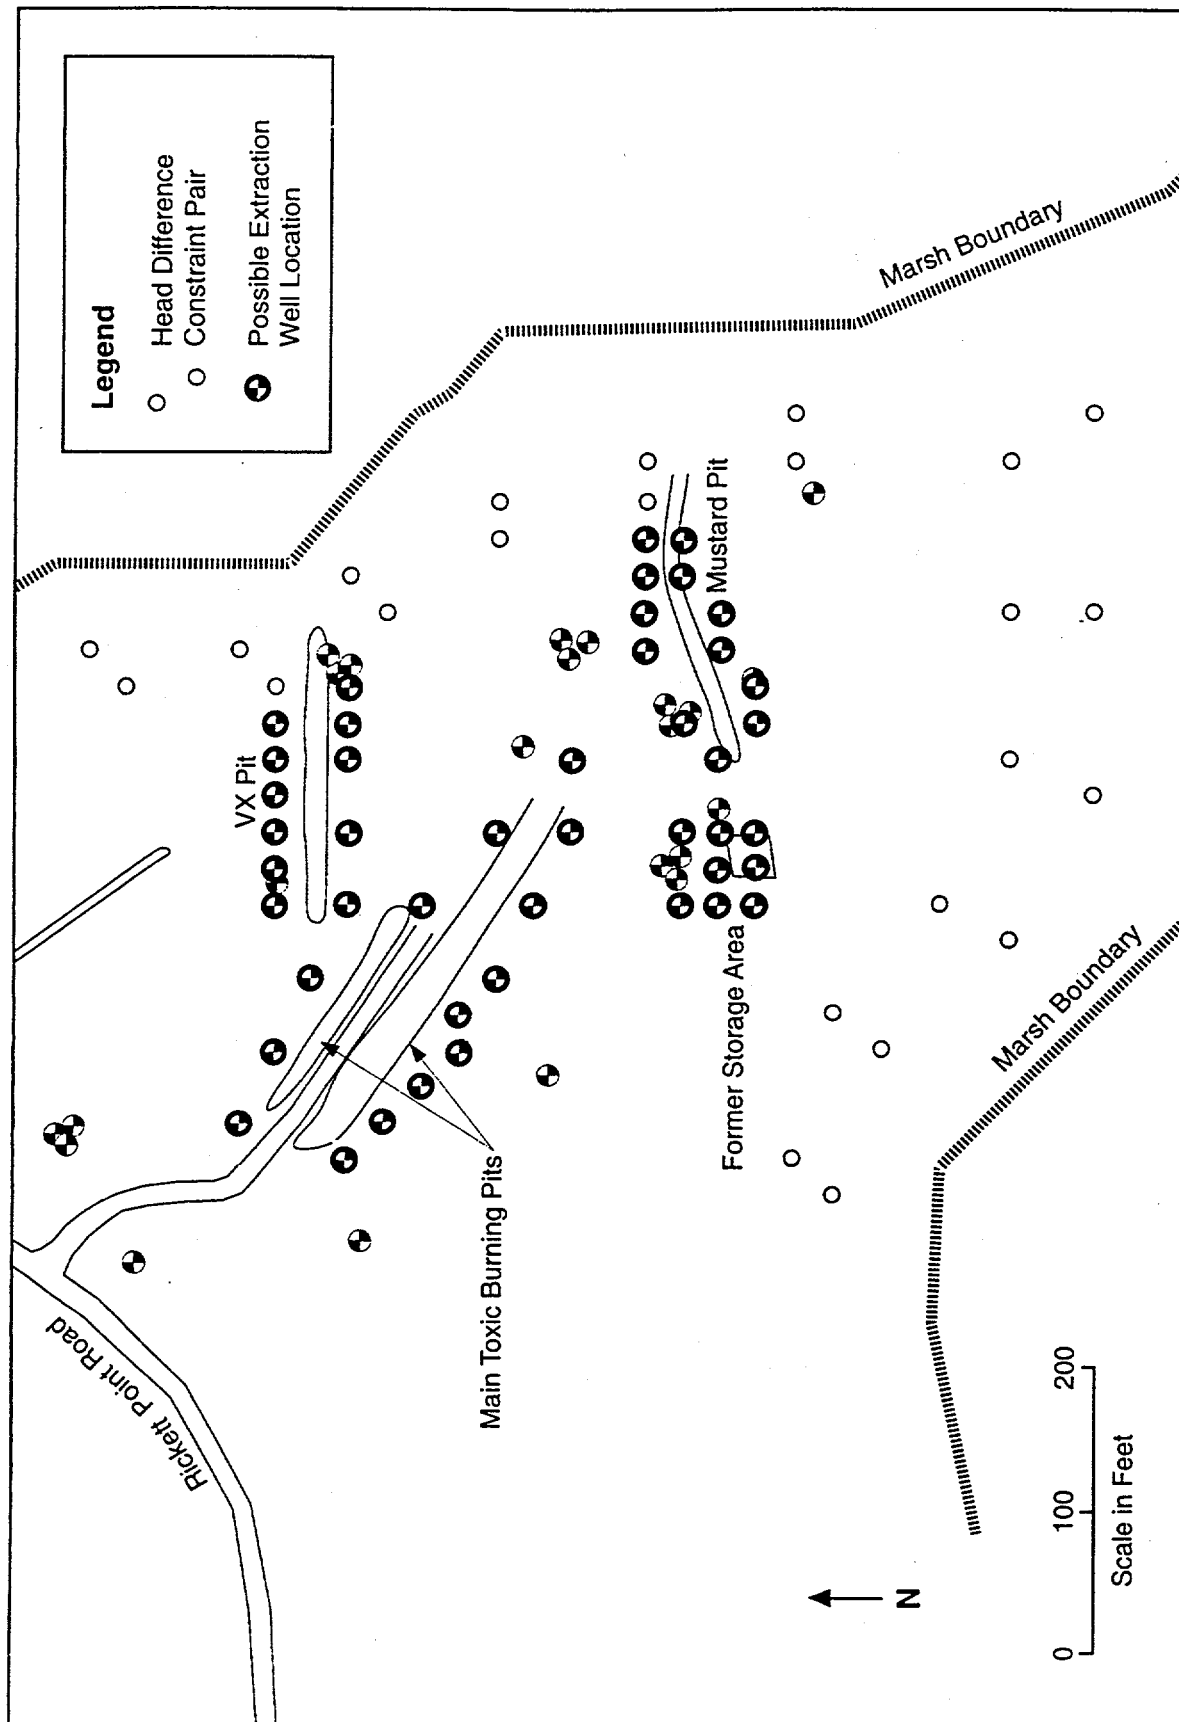 Legend
Head Difference
Constraint Pair
Possible Extraction
Well Location
Rickett Point Road
VX Pit
Marsh Boundary
Mustard Pit
Main Toxic Burning Pits
Former Storage Area
Marsh Boundary
N
0 100 200
Scale in Feet